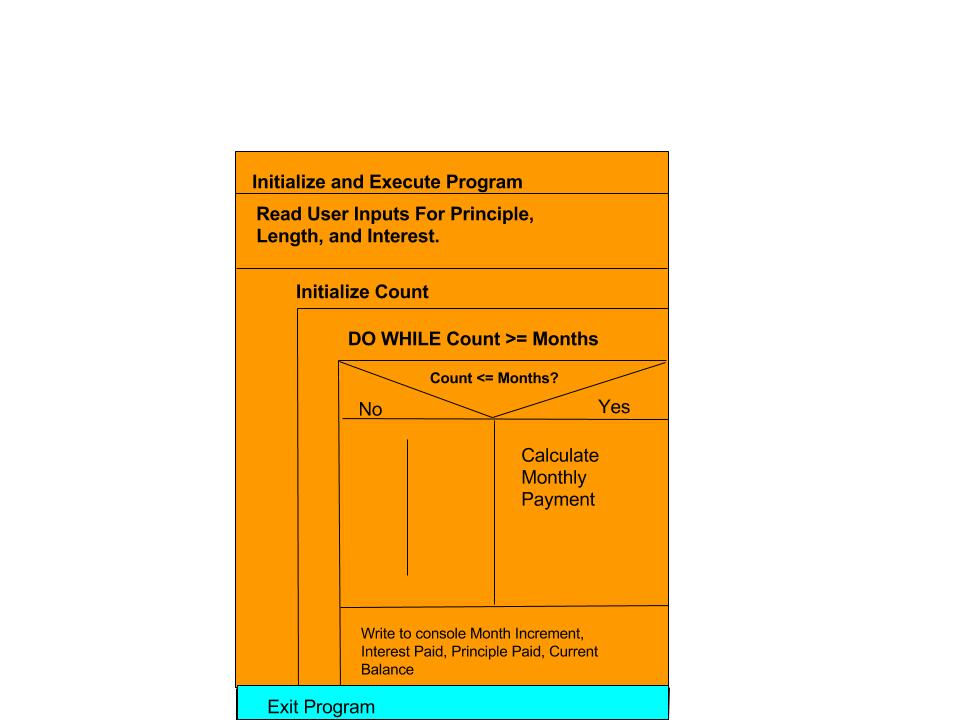 Initialize and Execute Program
Read User Inputs For Principle,
Length, and Interest.
Initialize Count
DO WHILE Count >= Months
Count <= Months?
No
Yes
Calculate
Monthly
Payment
Write to console Month Increment,
Interest Paid, Principle Paid, Current
Balance
Exit Program